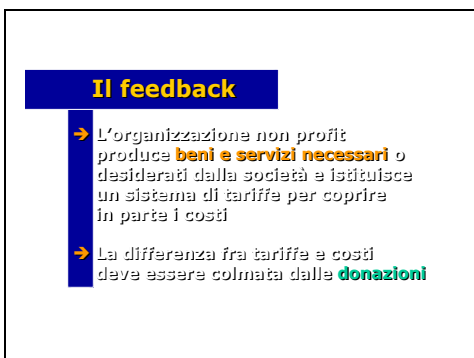 Il feedback
L'organizzazione non profit
produce beni e servizi necessari o
desiderati dalla società e istituisce
un sistema di tariffe per coprire
in parte i costi
La differenza fra tariffe e costi
deve essere colmata dalle donazioni